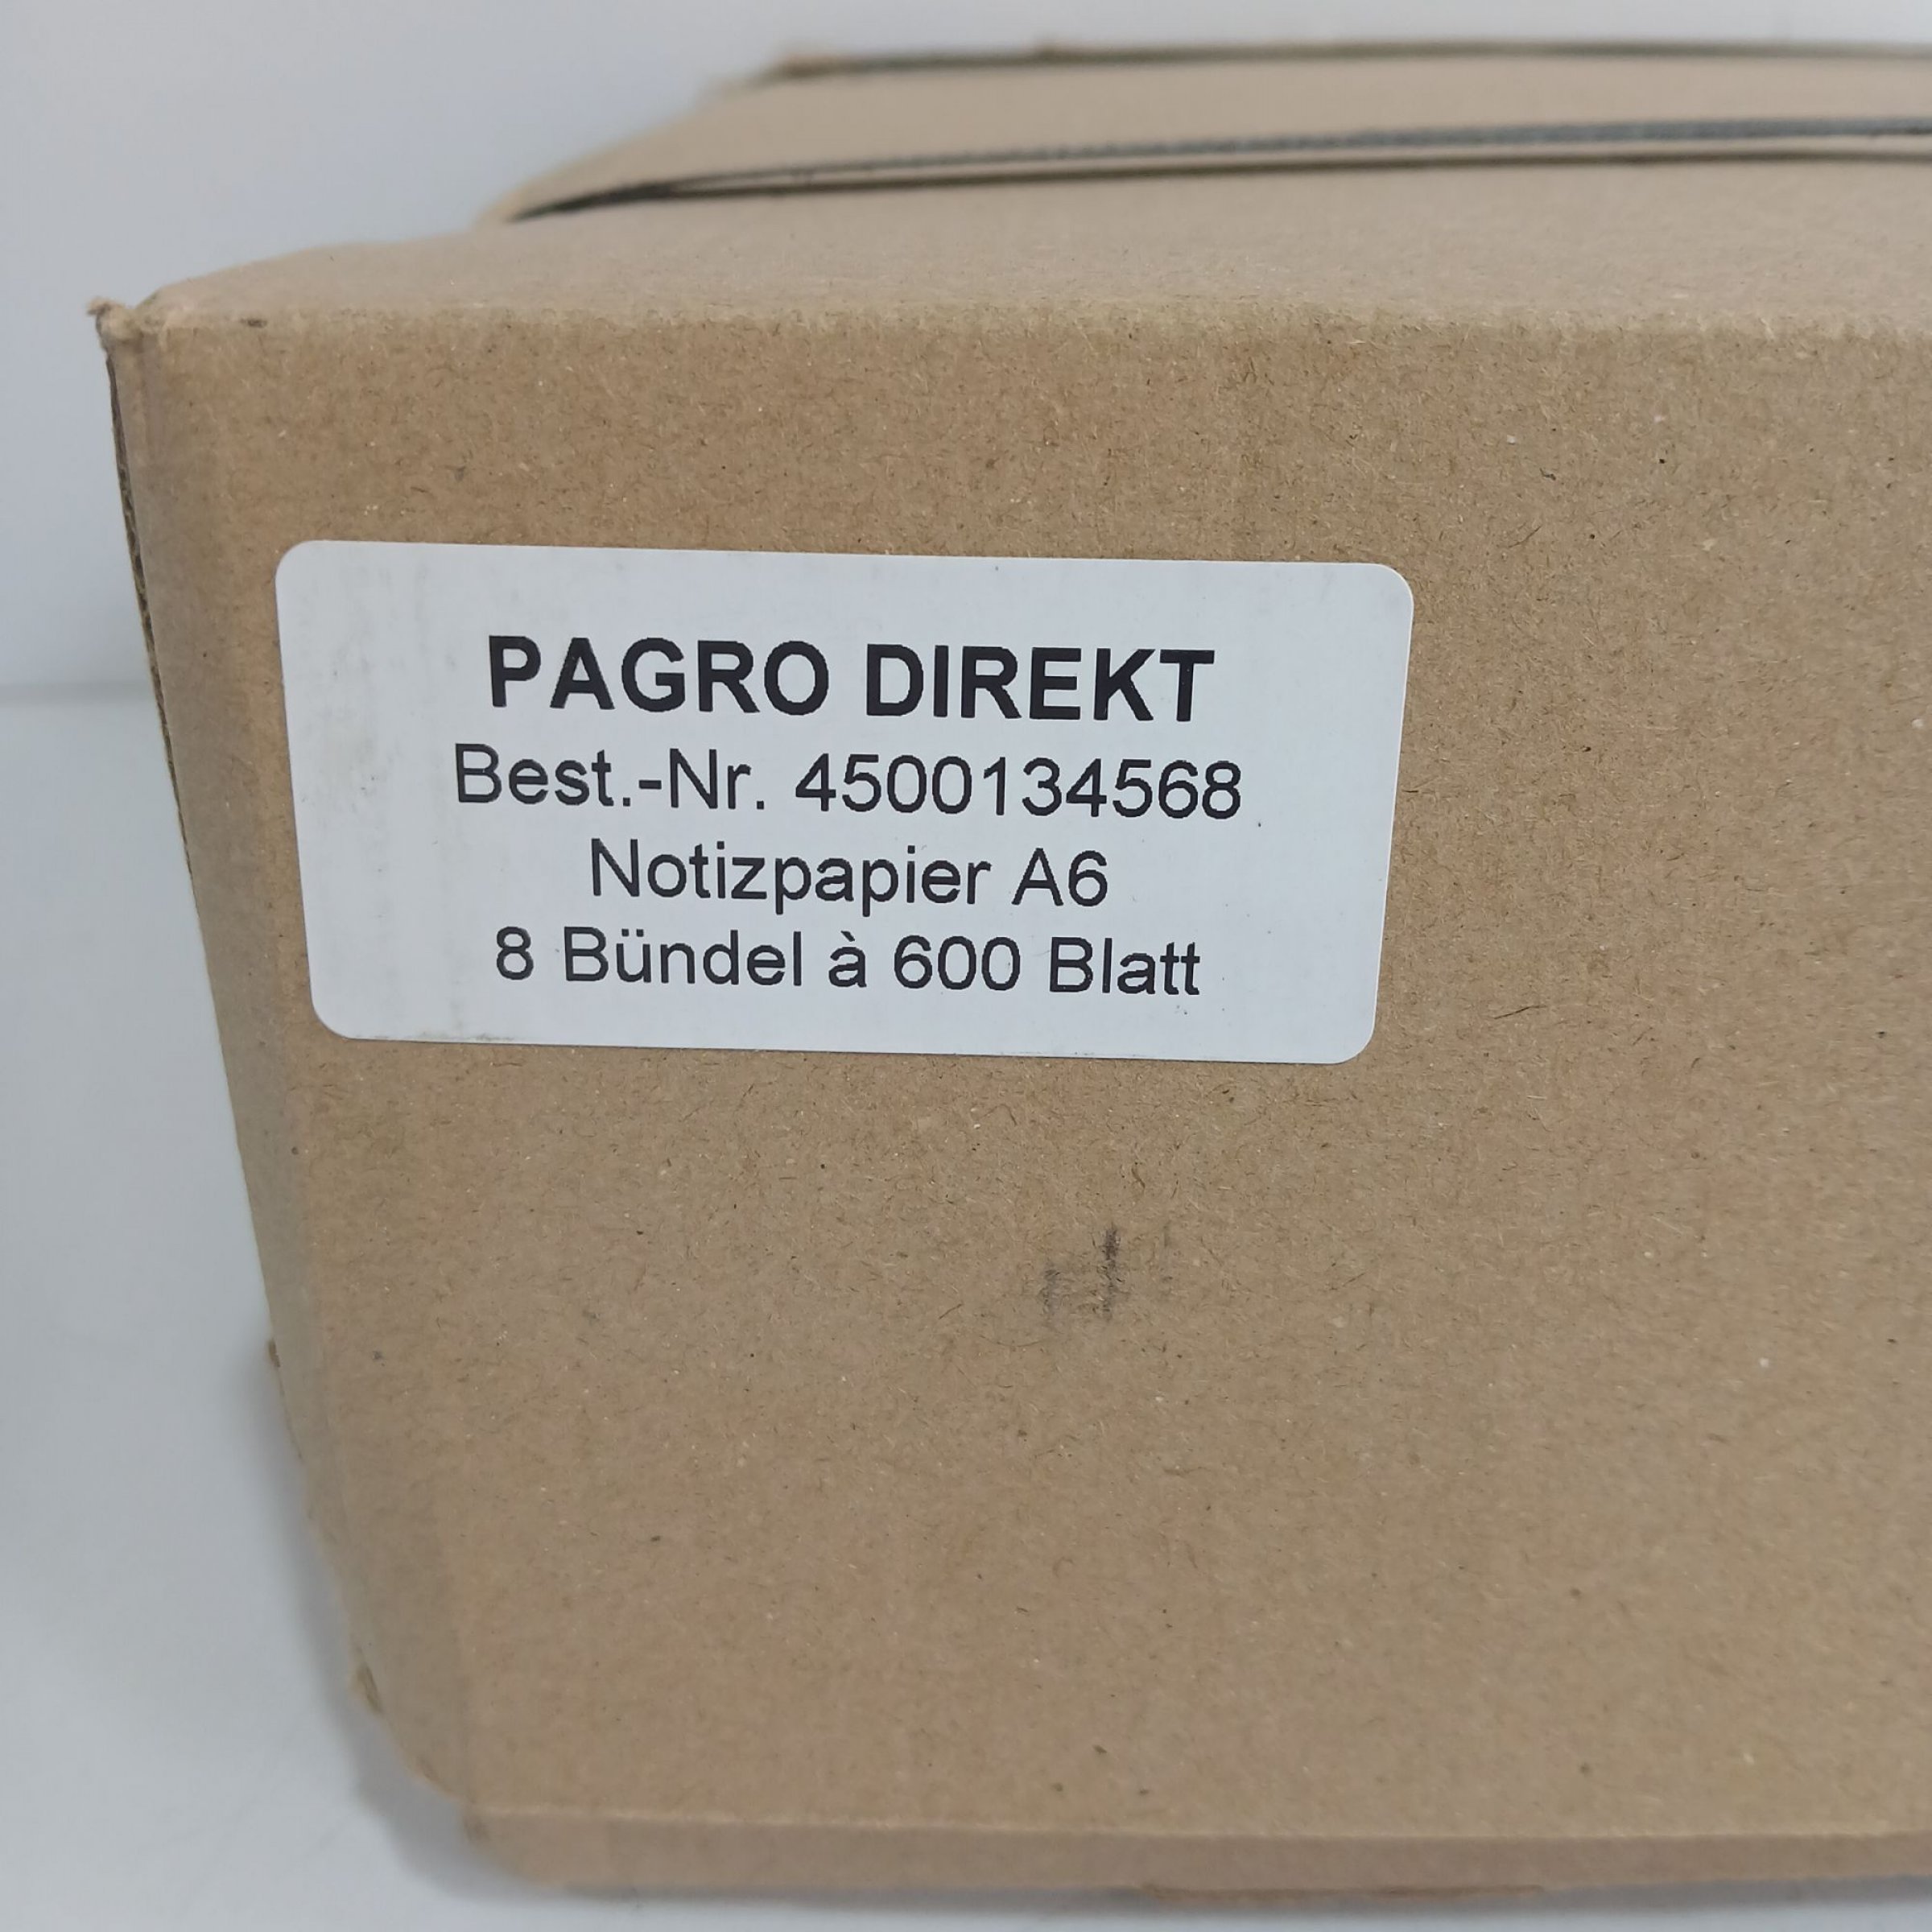 PAGRO DIREKT
Best.-Nr. 4500134568
Notizpapier A6
8 Bündel à 600 Blatt